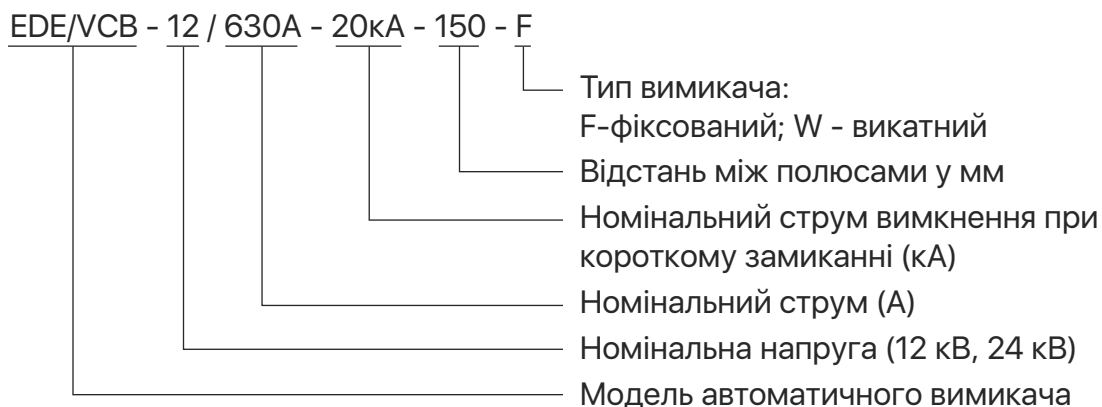 EDE/VCB - 12 / 630A - 20кА - 150 - F
Тип вимикача:
F-фіксований; W - викатний
Відстань між полюсами у мм
Номінальний струм вимкнення при
короткому замиканні (кА)
Номінальний струм (А)
Номінальна напруга (12 кВ, 24 кВ)
Модель автоматичного вимикача